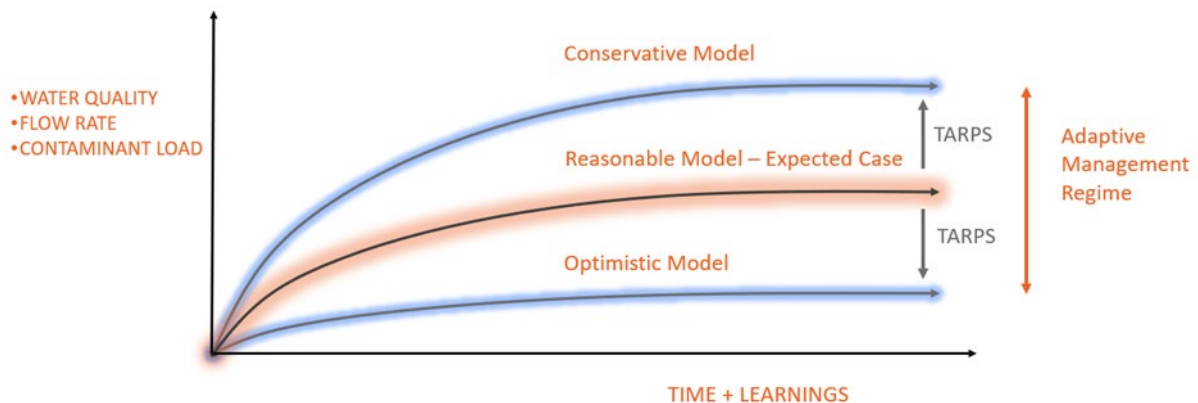 Conservative Model
•WATER QUALITY
•FLOW RATE
•CONTAMINANT LOAD
TARPS
Reasonable Model – Expected Case
Adaptive
Management
Regime
TARPS
Optimistic Model
TIME + LEARNINGS